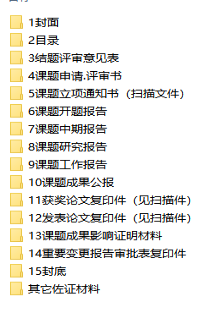 1封面
2目录
3结题评审意见表
4课题申请.评审书
5课题立项通知书（扫描文件）
6课题开题报告
7课题中期报告
8课题研究报告
9课题工作报告
10课题成果公报
11获奖论文复印件（见扫描件）
12发表论文复印件（见扫描件）
13课题成果影响证明材料
14重要变更报告审批表复印件
15封底
其它佐证材料